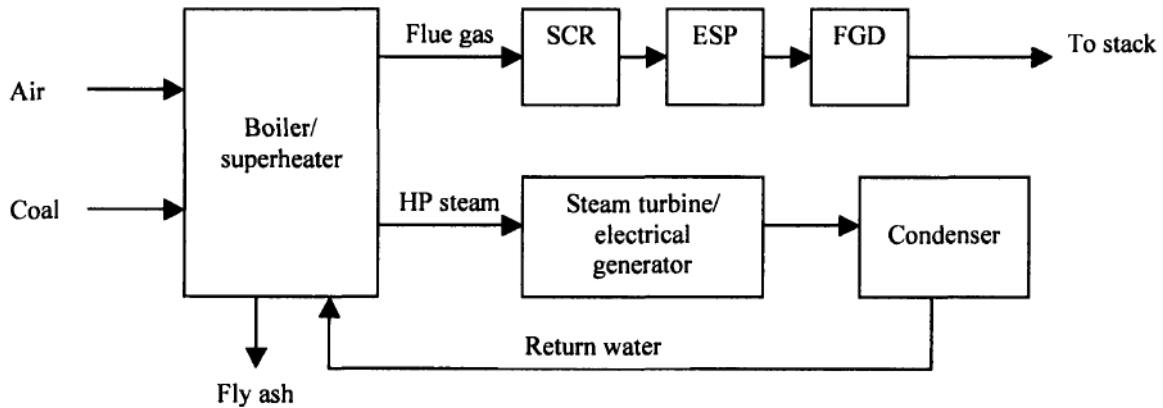 Flue gas
SCR
ESP
FGD
To stack
Air
Boiler/
superheater
Coal
HP steam
Steam turbine/
electrical
generator
Condenser
Return water
Fly ash